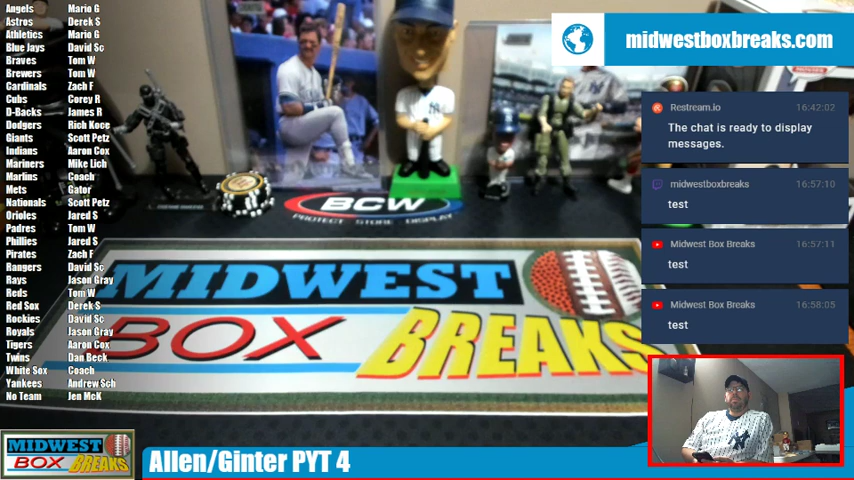 Angels Mario G
Astros Derek S
Athletics Mario G
Blue Jays David Sc
Braves Tom W
Brewers Tom W
Cardinals Zach F
Cubs Corey R
D-Backs James R
Dodgers Rich Koce
Giants Scott Petz
Indians Aaron Cox
Mariners Mike Lich
Marlins Coach
Mets Gator
Nationals Scott Petz
Orioles Jared S
Padres Tom W
Phillies Jared S
Pirates Zach F
Rangers David Sc
Rays Jason Gray
Reds Tom W
Red Sox Derek S
Rockies David Sc
Royals Jason Gray
Tigers Aaron Cox
Twins Dan Beck
White Sox Coach
Yankees Andrew Sch
No Team Jen McK
midwestboxbreaks.com
Restream.io 16:42:02
The chat is ready to display
messages.
midwestboxbreaks 16:57:10
test
Midwest Box Breaks 16:57:11
test
Midwest Box Breaks 16:58:05
test
BCW
PROTECT STORE DISPLAY
MIDWEST
BOX BREAKS
MIDWEST
BOX BREAKS
Allen/Ginter PYT 4